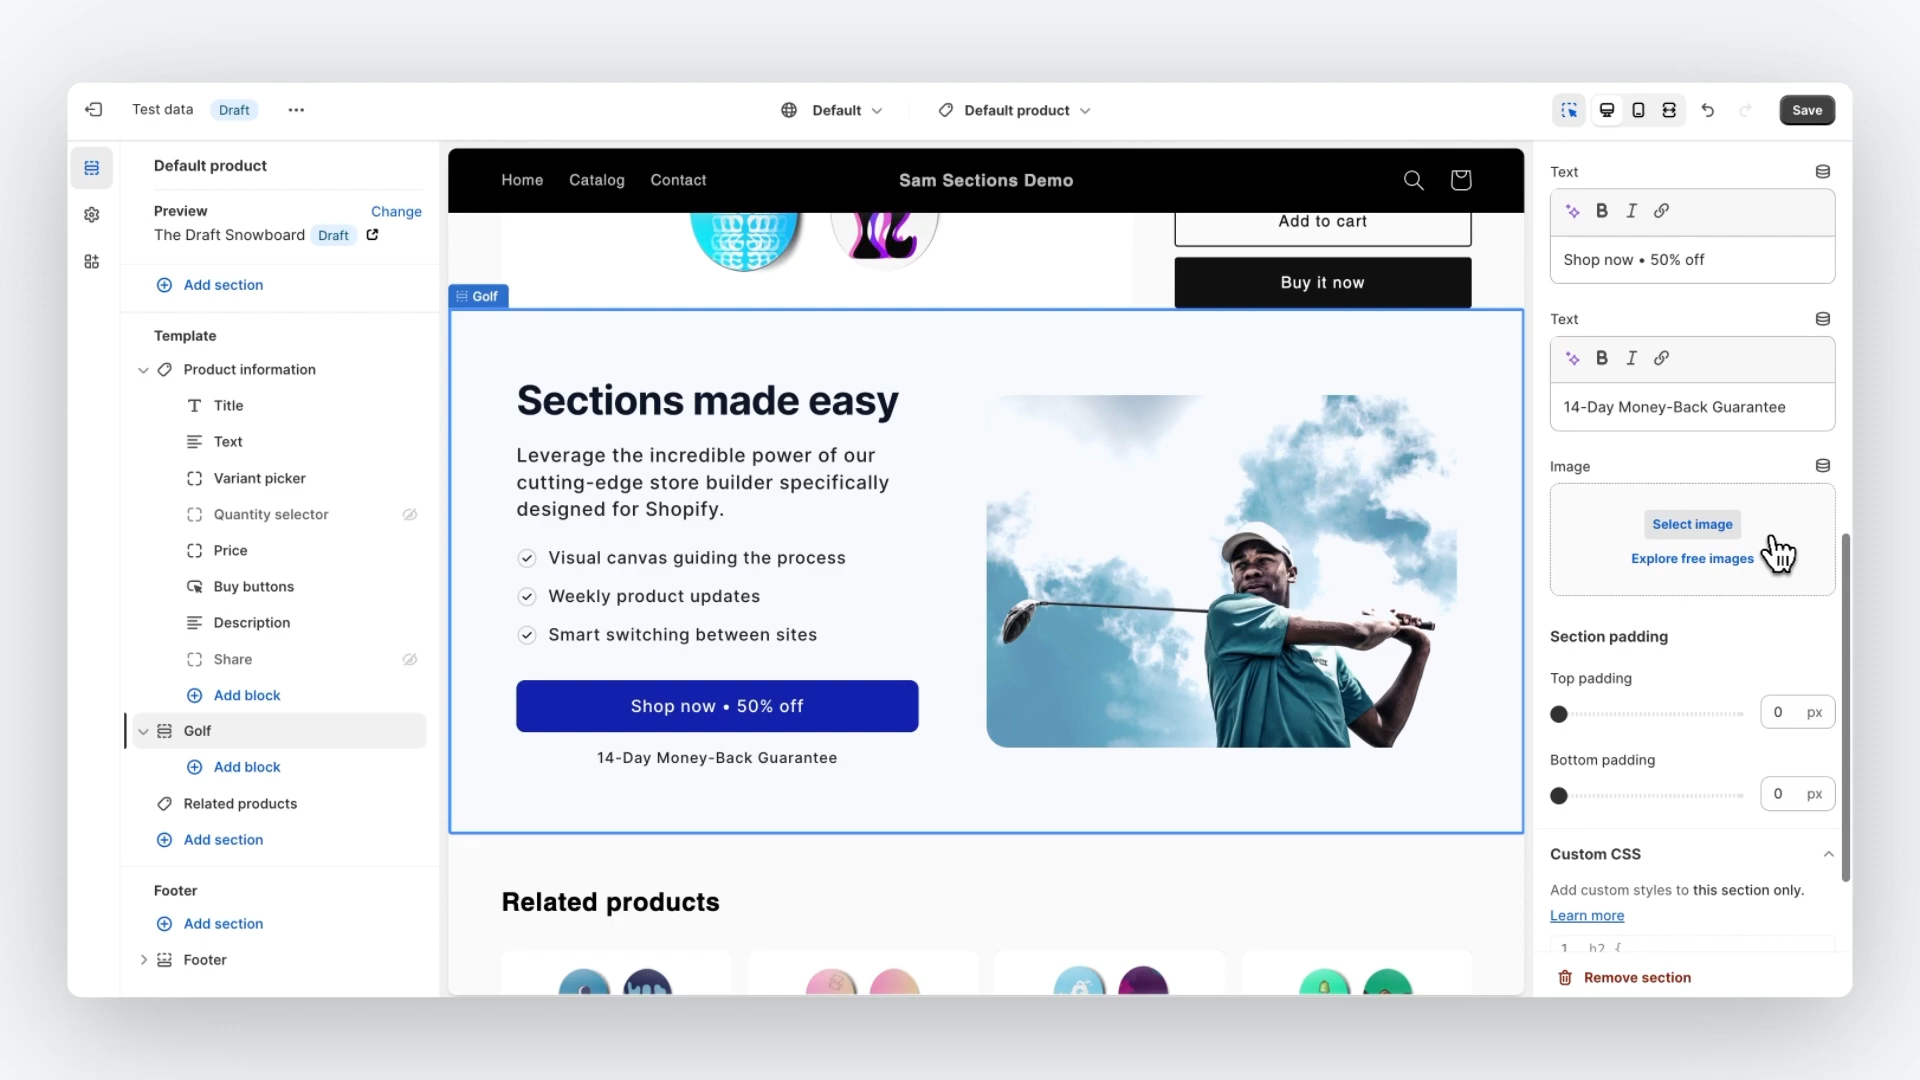 Test data
Draft
Default
Default product
Save
Default product
Preview
Change
The Draft Snowboard
Draft
Add section
Template
Product information
Title
Text
Variant picker
Quantity selector
Price
Buy buttons
Description
Share
Add block
Golf
Add block
Related products
Add section
Footer
Add section
Footer
Home
Catalog
Contact
Sam Sections Demo
Add to cart
Buy it now
Golf
Sections made easy
Leverage the incredible power of our
cutting-edge store builder specifically
designed for Shopify.
Visual canvas guiding the process
Weekly product updates
Smart switching between sites
Shop now • 50% off
14-Day Money-Back Guarantee
Related products
Text
B I
Shop now • 50% off
Text
B I
14-Day Money-Back Guarantee
Image
Select image
Explore free images
Section padding
Top padding
0 px
Bottom padding
0 px
Custom CSS
Add custom styles to this section only.
Learn more
1 h2 {
Remove section